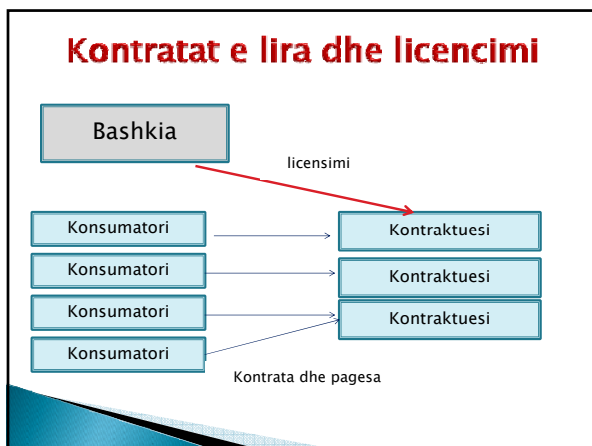 Kontratat e lira dhe licencimi
Bashkia
licensimi
Konsumatori
Kontraktuesi
Konsumatori
Kontraktuesi
Konsumatori
Kontraktuesi
Konsumatori
Kontrata dhe pagesa